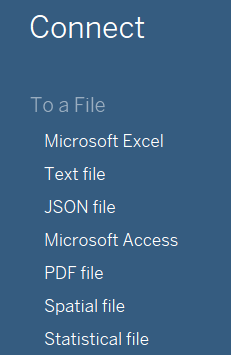 Connect
To a File
Microsoft Excel
Text file
JSON file
Microsoft Access
PDF file
Spatial file
Statistical file